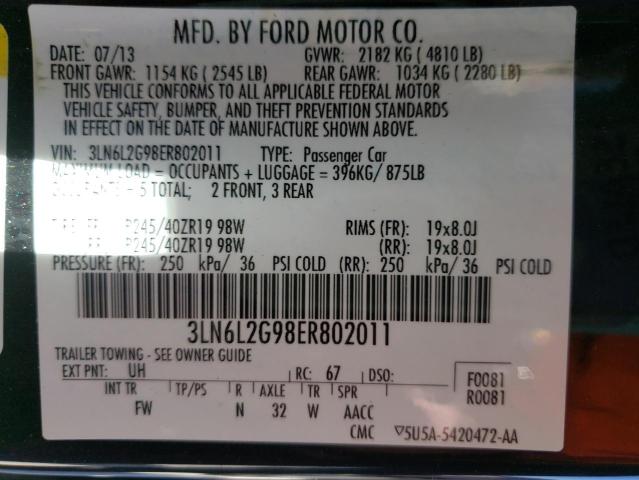 MFD. BY FORD MOTOR CO.
DATE: 07/13 GVWR: 2182 KG ( 4810 LB)
FRONT GAWR: 1154 KG ( 2545 LB) REAR GAWR: 1034 KG ( 2280 LB)
THIS VEHICLE CONFORMS TO ALL APPLICABLE FEDERAL MOTOR
VEHICLE SAFETY, BUMPER, AND THEFT PREVENTION STANDARDS
IN EFFECT ON THE DATE OF MANUFACTURE SHOWN ABOVE.
VIN: 3LN6L2G98ER802011 TYPE: Passenger Car
MAXIMUM LOAD = OCCUPANTS + LUGGAGE = 396KG/ 875LB
OCCUPANTS = 5 TOTAL; 2 FRONT, 3 REAR
P245/40ZR19 98W RIMS (FR): 19x8.0J
P245/40ZR19 98W (RR): 19x8.0J
PRESSURE (FR): 250 kPa/ 36 PSI COLD (RR): 250 kPa/ 36 PSI COLD
3LN6L2G98ER802011
TRAILER TOWING - SEE OWNER GUIDE
EXT PNT: UH RC: 67 DSO: F0081
INT TR TP/PS R AXLE TR SPR R0081
FW N 32 W AACC
CMC ▽5U5A-5420472-AA